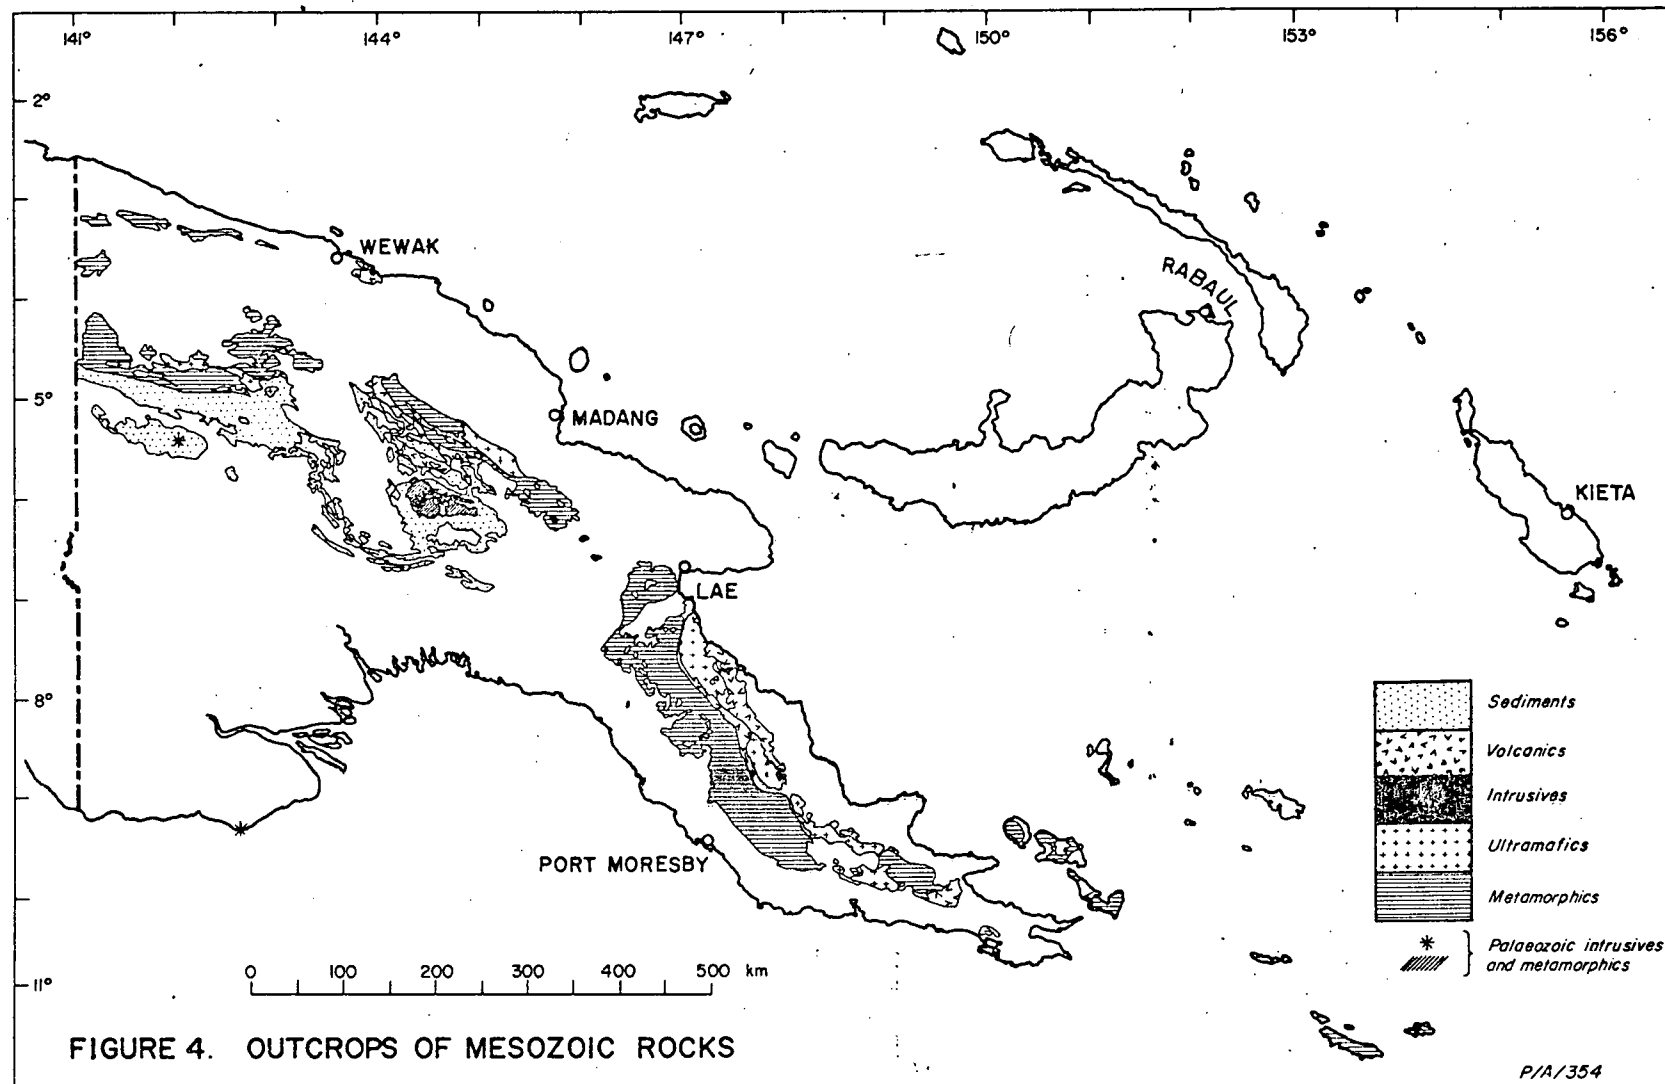 141° 144° 147° 150° 153° 156°
2°
WEWAK
RABAUL
5°
MADANG
KIETA
LAE
8°
PORT MORESBY
Sediments
Volcanics
Intrusives
Ultramafics
Metamorphics
Palaeozoic intrusives
and metamorphics
0 100 200 300 400 500 km
11°
FIGURE 4. OUTCROPS OF MESOZOIC ROCKS
P/A/354